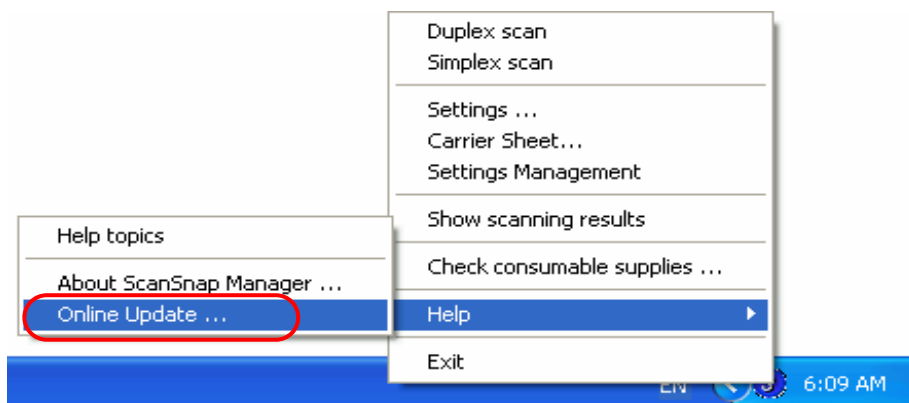 Duplex scan
Simplex scan
Settings ...
Carrier Sheet...
Settings Management
Show scanning results
Check consumable supplies ...
Help
Exit
Help topics
About ScanSnap Manager ...
Online Update ...
EN
6:09 AM